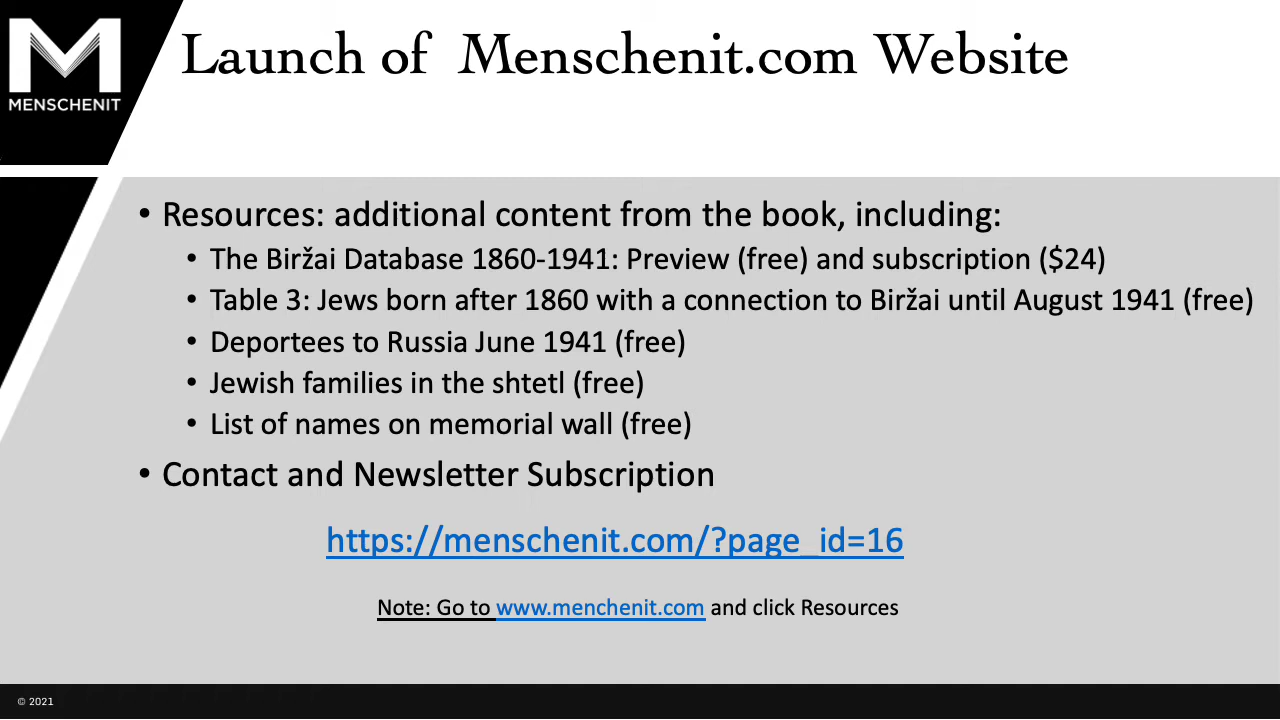 MENSCHENIT
Launch of Menschenit.com Website
• Resources: additional content from the book, including:
• The Biržai Database 1860-1941: Preview (free) and subscription ($24)
• Table 3: Jews born after 1860 with a connection to Biržai until August 1941 (free)
• Deportees to Russia June 1941 (free)
• Jewish families in the shtetl (free)
• List of names on memorial wall (free)
• Contact and Newsletter Subscription
https://menschenit.com/?page_id=16
Note: Go to www.menchenit.com and click Resources
© 2021